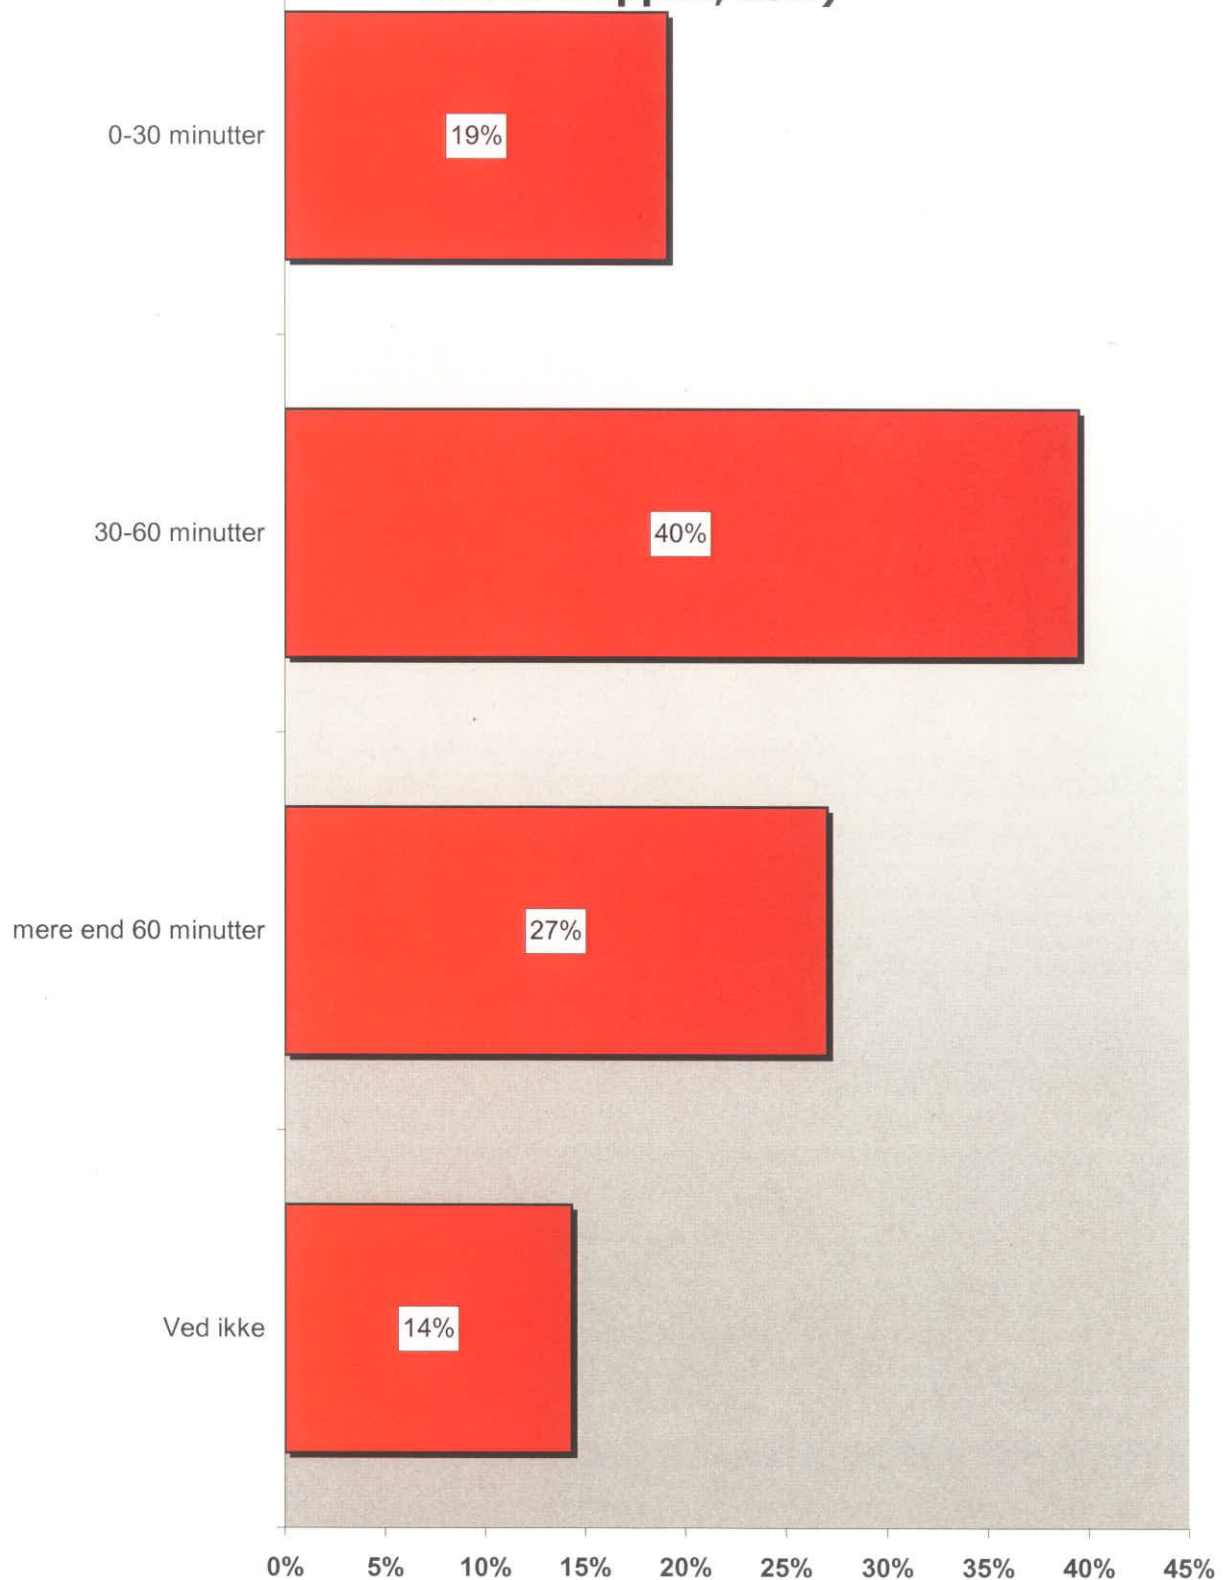 0-30 minutter
19%
30-60 minutter
40%
mere end 60 minutter
27%
Ved ikke
14%
0% 5% 10% 15% 20% 25% 30% 35% 40% 45%